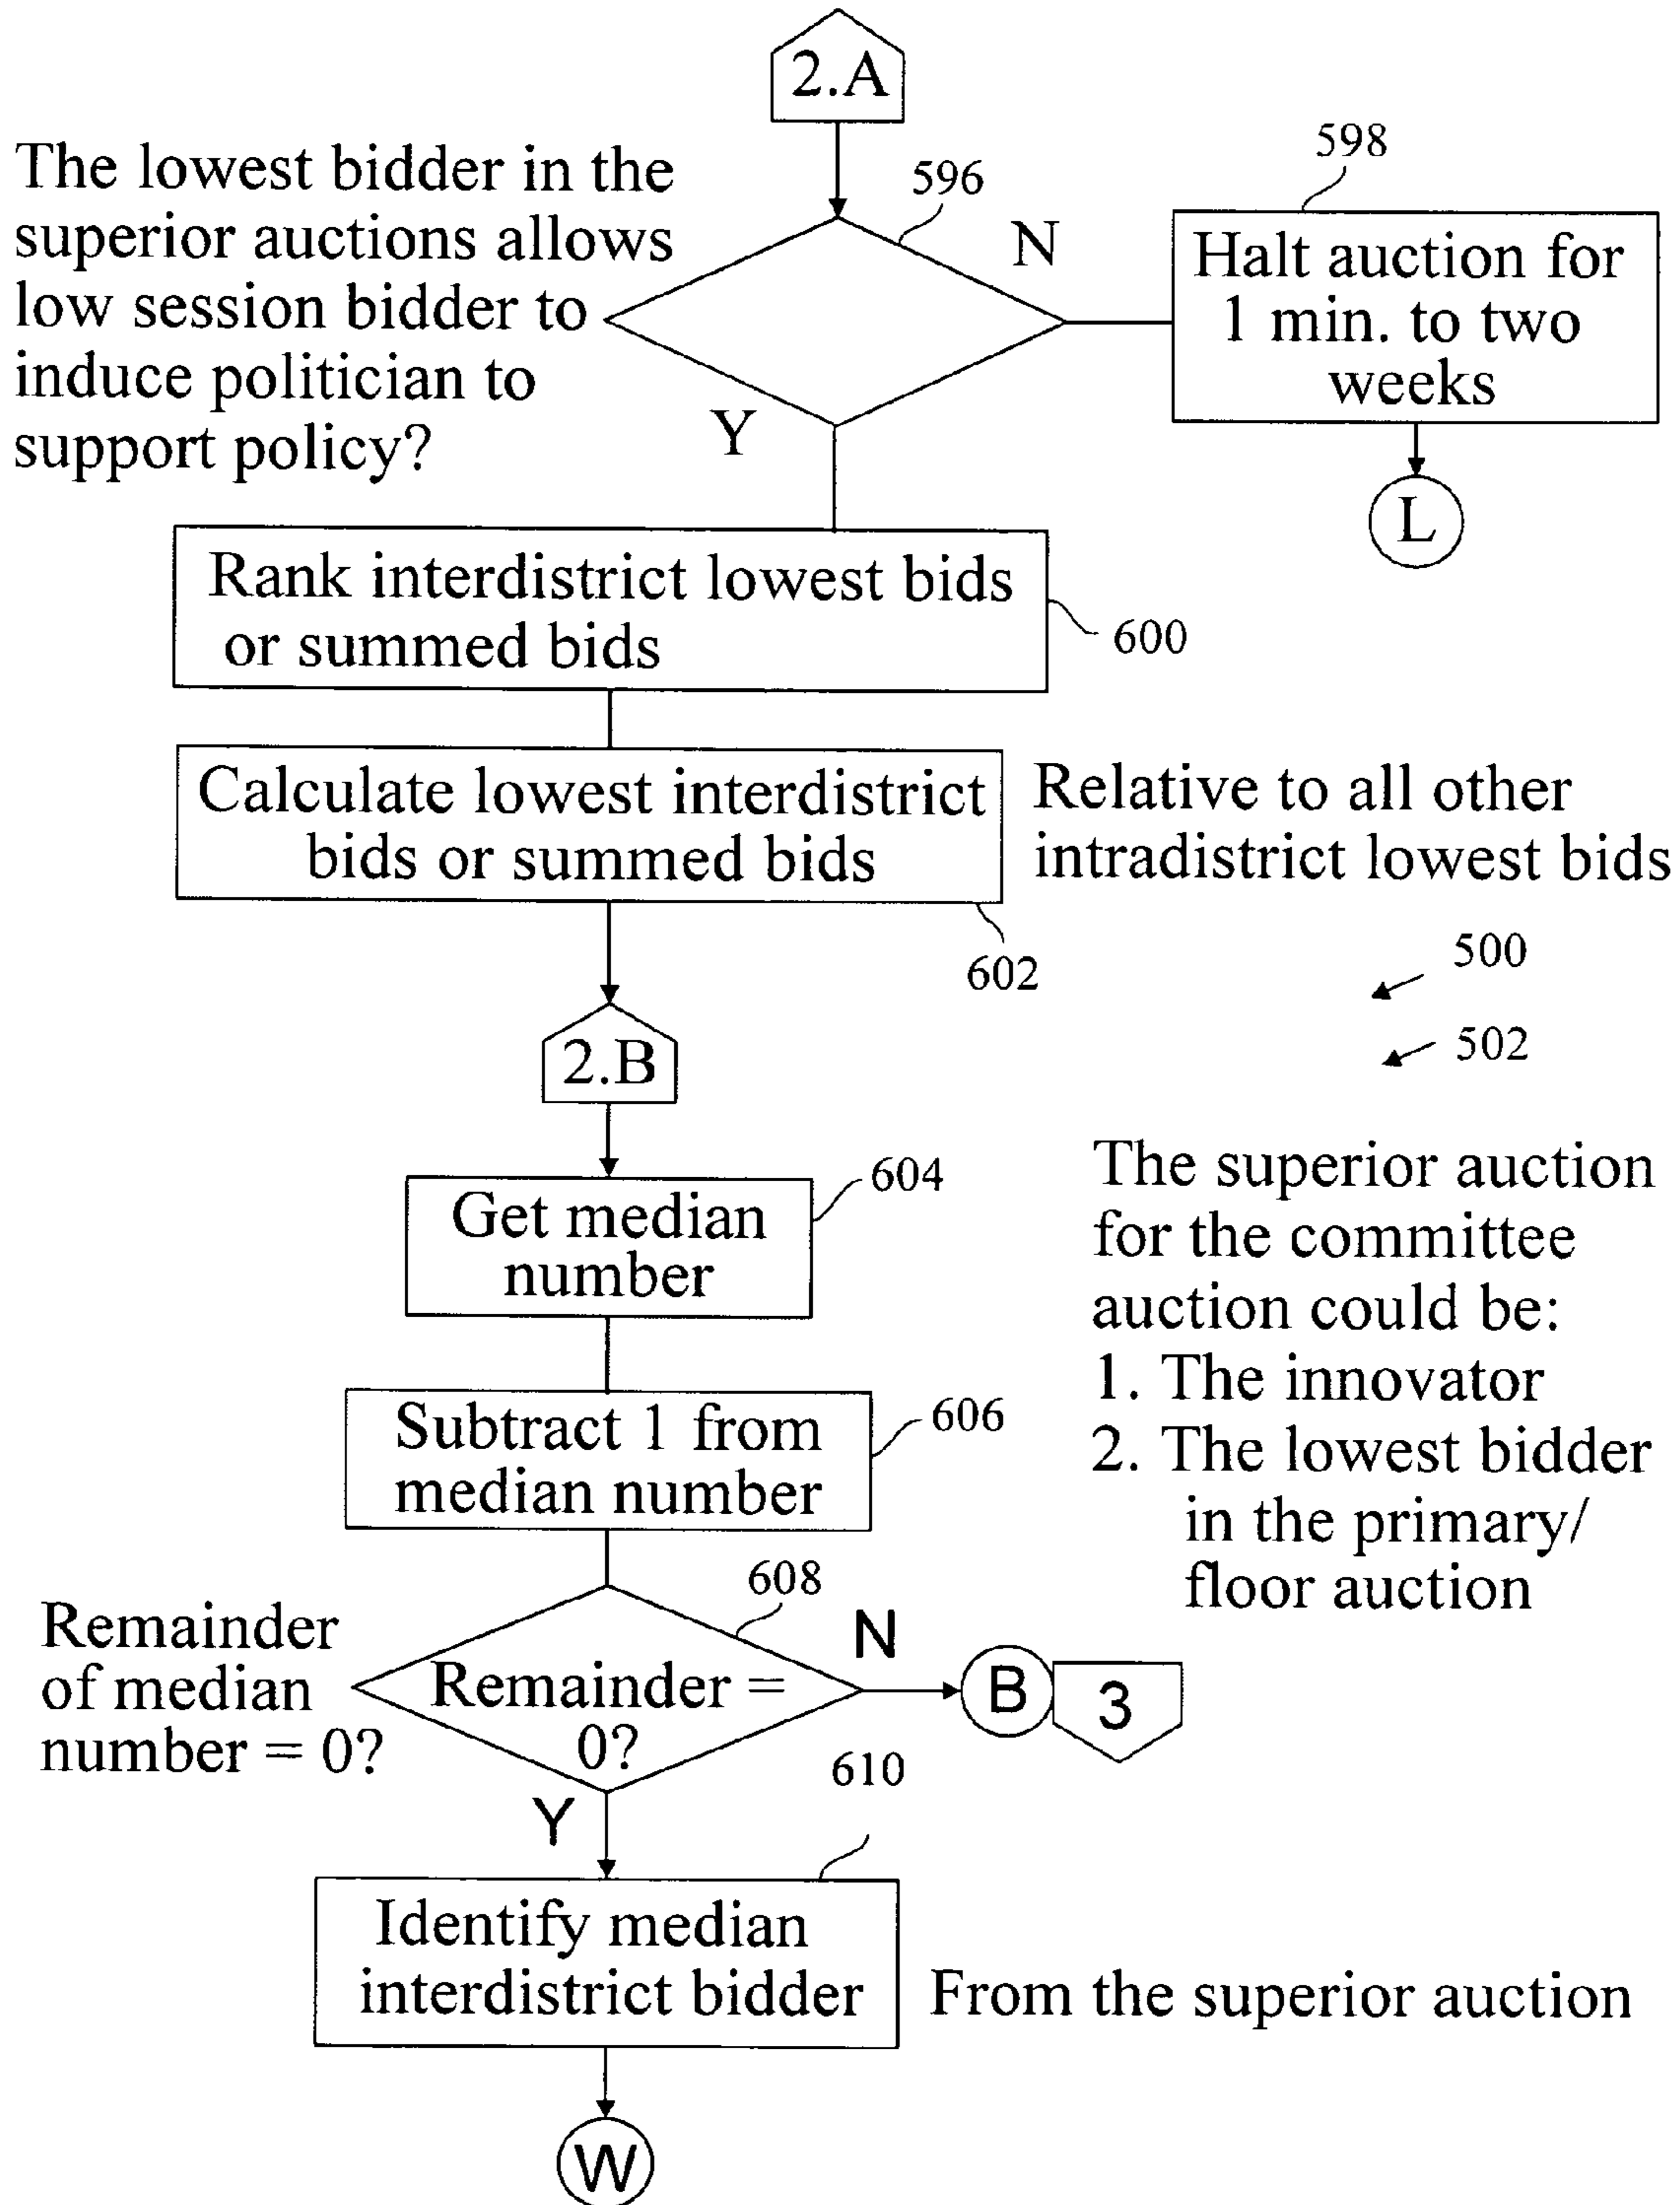 2.A
The lowest bidder in the
superior auctions allows
low session bidder to
induce politician to
support policy?
596
N
Y
598
Halt auction for
1 min. to two
weeks
L
Rank interdistrict lowest bids
or summed bids
600
Calculate lowest interdistrict
bids or summed bids
602
Relative to all other
intradistrict lowest bids
500
502
2.B
Get median
number
604
The superior auction
for the committee
auction could be:
1. The innovator
2. The lowest bidder
in the primary/
floor auction
Subtract 1 from
median number
606
Remainder
of median
number = 0?
608
Remainder =
0?
N
B
3
Y
610
Identify median
interdistrict bidder
From the superior auction
W